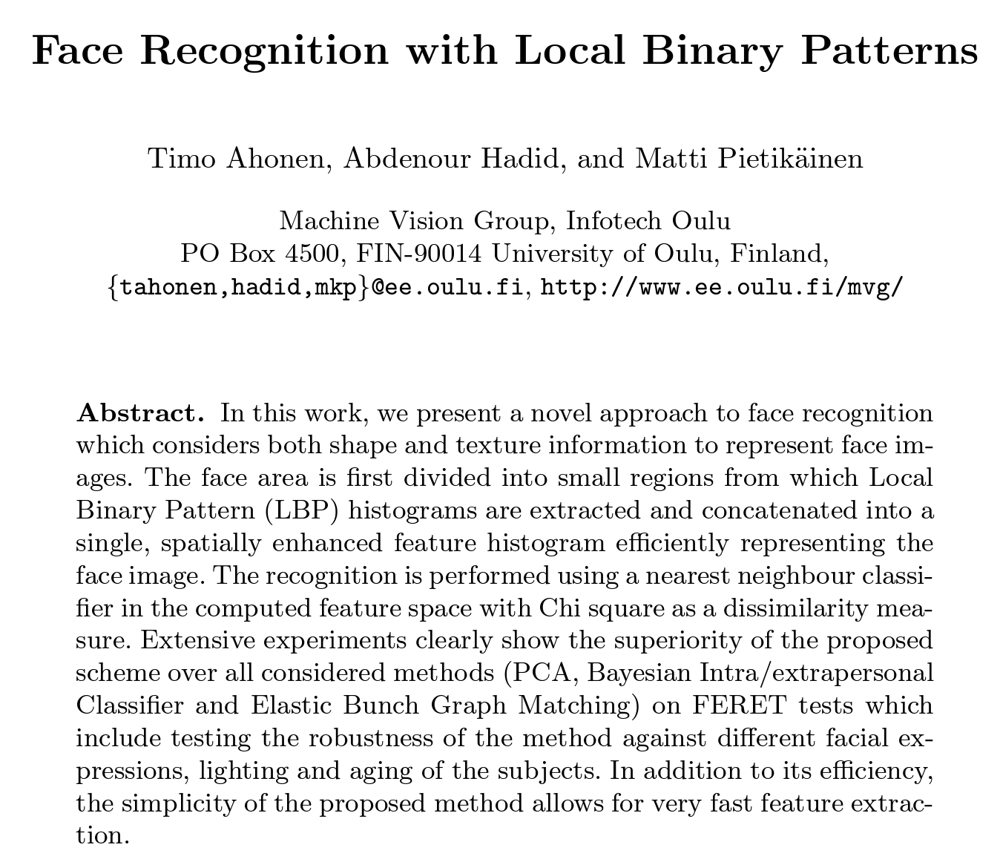 Face Recognition with Local Binary Patterns
Timo Ahonen, Abdenour Hadid, and Matti Pietikäinen
Machine Vision Group, Infotech Oulu
PO Box 4500, FIN-90014 University of Oulu, Finland,
{tahonen,hadid,mkp}@ee.oulu.fi, http://www.ee.oulu.fi/mvg/
Abstract. In this work, we present a novel approach to face recognition
which considers both shape and texture information to represent face im-
ages. The face area is first divided into small regions from which Local
Binary Pattern (LBP) histograms are extracted and concatenated into a
single, spatially enhanced feature histogram efficiently representing the
face image. The recognition is performed using a nearest neighbour classi-
fier in the computed feature space with Chi square as a dissimilarity mea-
sure. Extensive experiments clearly show the superiority of the proposed
scheme over all considered methods (PCA, Bayesian Intra/extrapersonal
Classifier and Elastic Bunch Graph Matching) on FERET tests which
include testing the robustness of the method against different facial ex-
pressions, lighting and aging of the subjects. In addition to its efficiency,
the simplicity of the proposed method allows for very fast feature extrac-
tion.